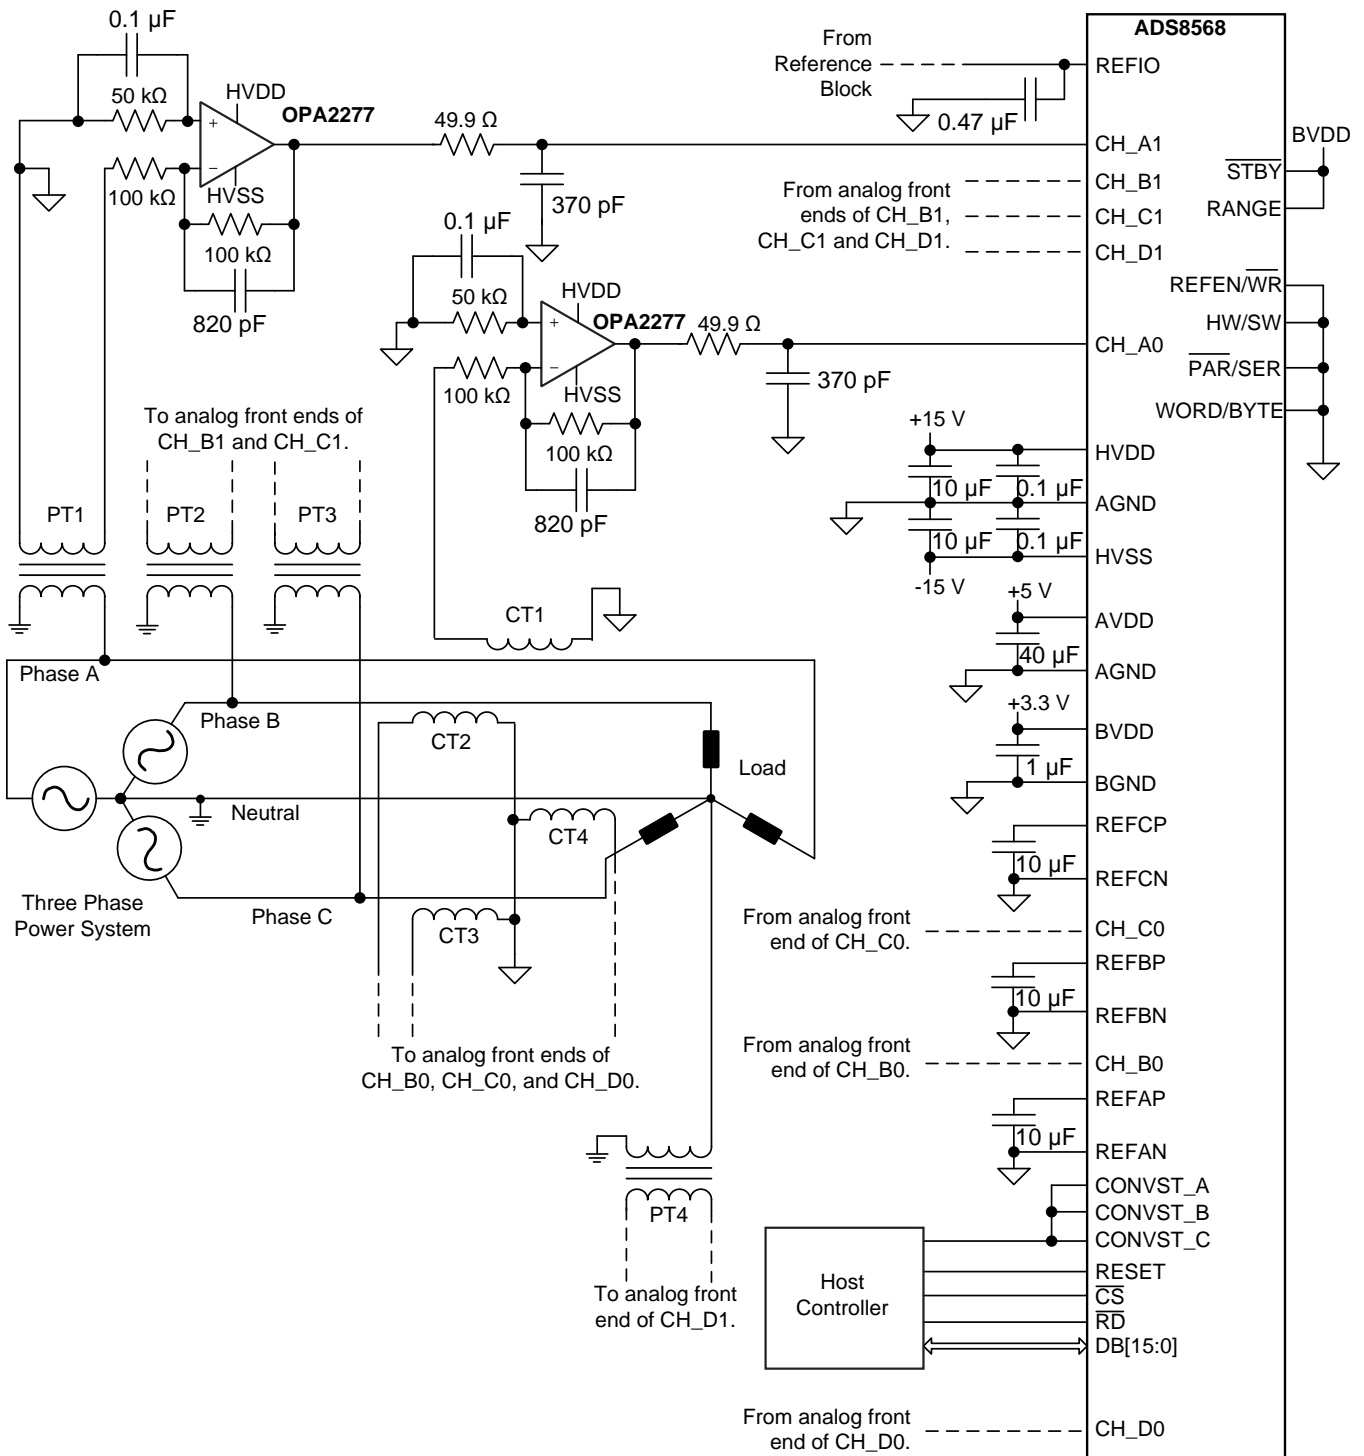 0.1 µF
50 kΩ
HVDD
OPA2277
+
−
100 kΩ
HVSS
100 kΩ
820 pF
49.9 Ω
370 pF
0.1 µF
50 kΩ
HVDD
OPA2277
+
−
100 kΩ
HVSS
100 kΩ
820 pF
49.9 Ω
370 pF
From
Reference
Block
0.47 µF
From analog front
ends of CH_B1,
CH_C1 and CH_D1.
ADS8568
REFIO
CH_A1
CH_B1
CH_C1
CH_D1
CH_A0
BVDD
STBY
RANGE
REFEN/WR
HW/SW
PAR/SER
WORD/BYTE
To analog front ends of
CH_B1 and CH_C1.
PT1
PT2
PT3
CT1
Phase A
Phase B
CT2
Load
Neutral
CT4
Three Phase
Power System
Phase C
CT3
To analog front ends of
CH_B0, CH_C0, and CH_D0.
PT4
To analog front
end of CH_D1.
+15 V
HVDD
10 µF
0.1 µF
AGND
10 µF
0.1 µF
HVSS
-15 V
+5 V
AVDD
40 µF
AGND
+3.3 V
BVDD
1 µF
BGND
REFCP
10 µF
REFCN
From analog front
end of CH_C0.
CH_C0
REFBP
10 µF
REFBN
From analog front
end of CH_B0.
CH_B0
REFAP
10 µF
REFAN
CONVST_A
CONVST_B
CONVST_C
Host
Controller
RESET
CS
RD
DB[15:0]
From analog front
end of CH_D0.
CH_D0